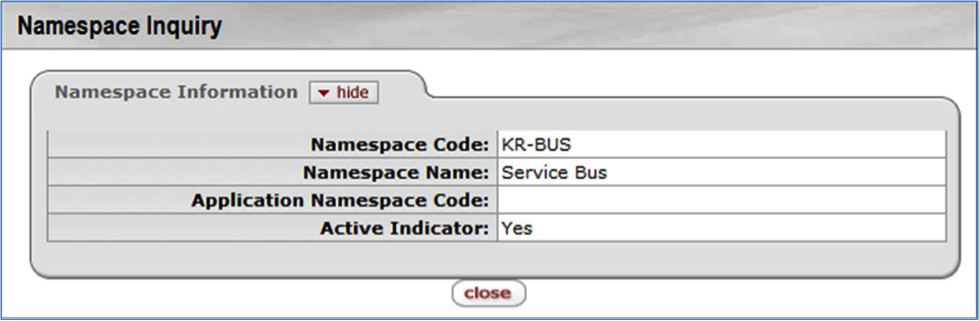 Namespace Inquiry
Namespace Information hide
Namespace Code: KR-BUS
Namespace Name: Service Bus
Application Namespace Code:
Active Indicator: Yes
close